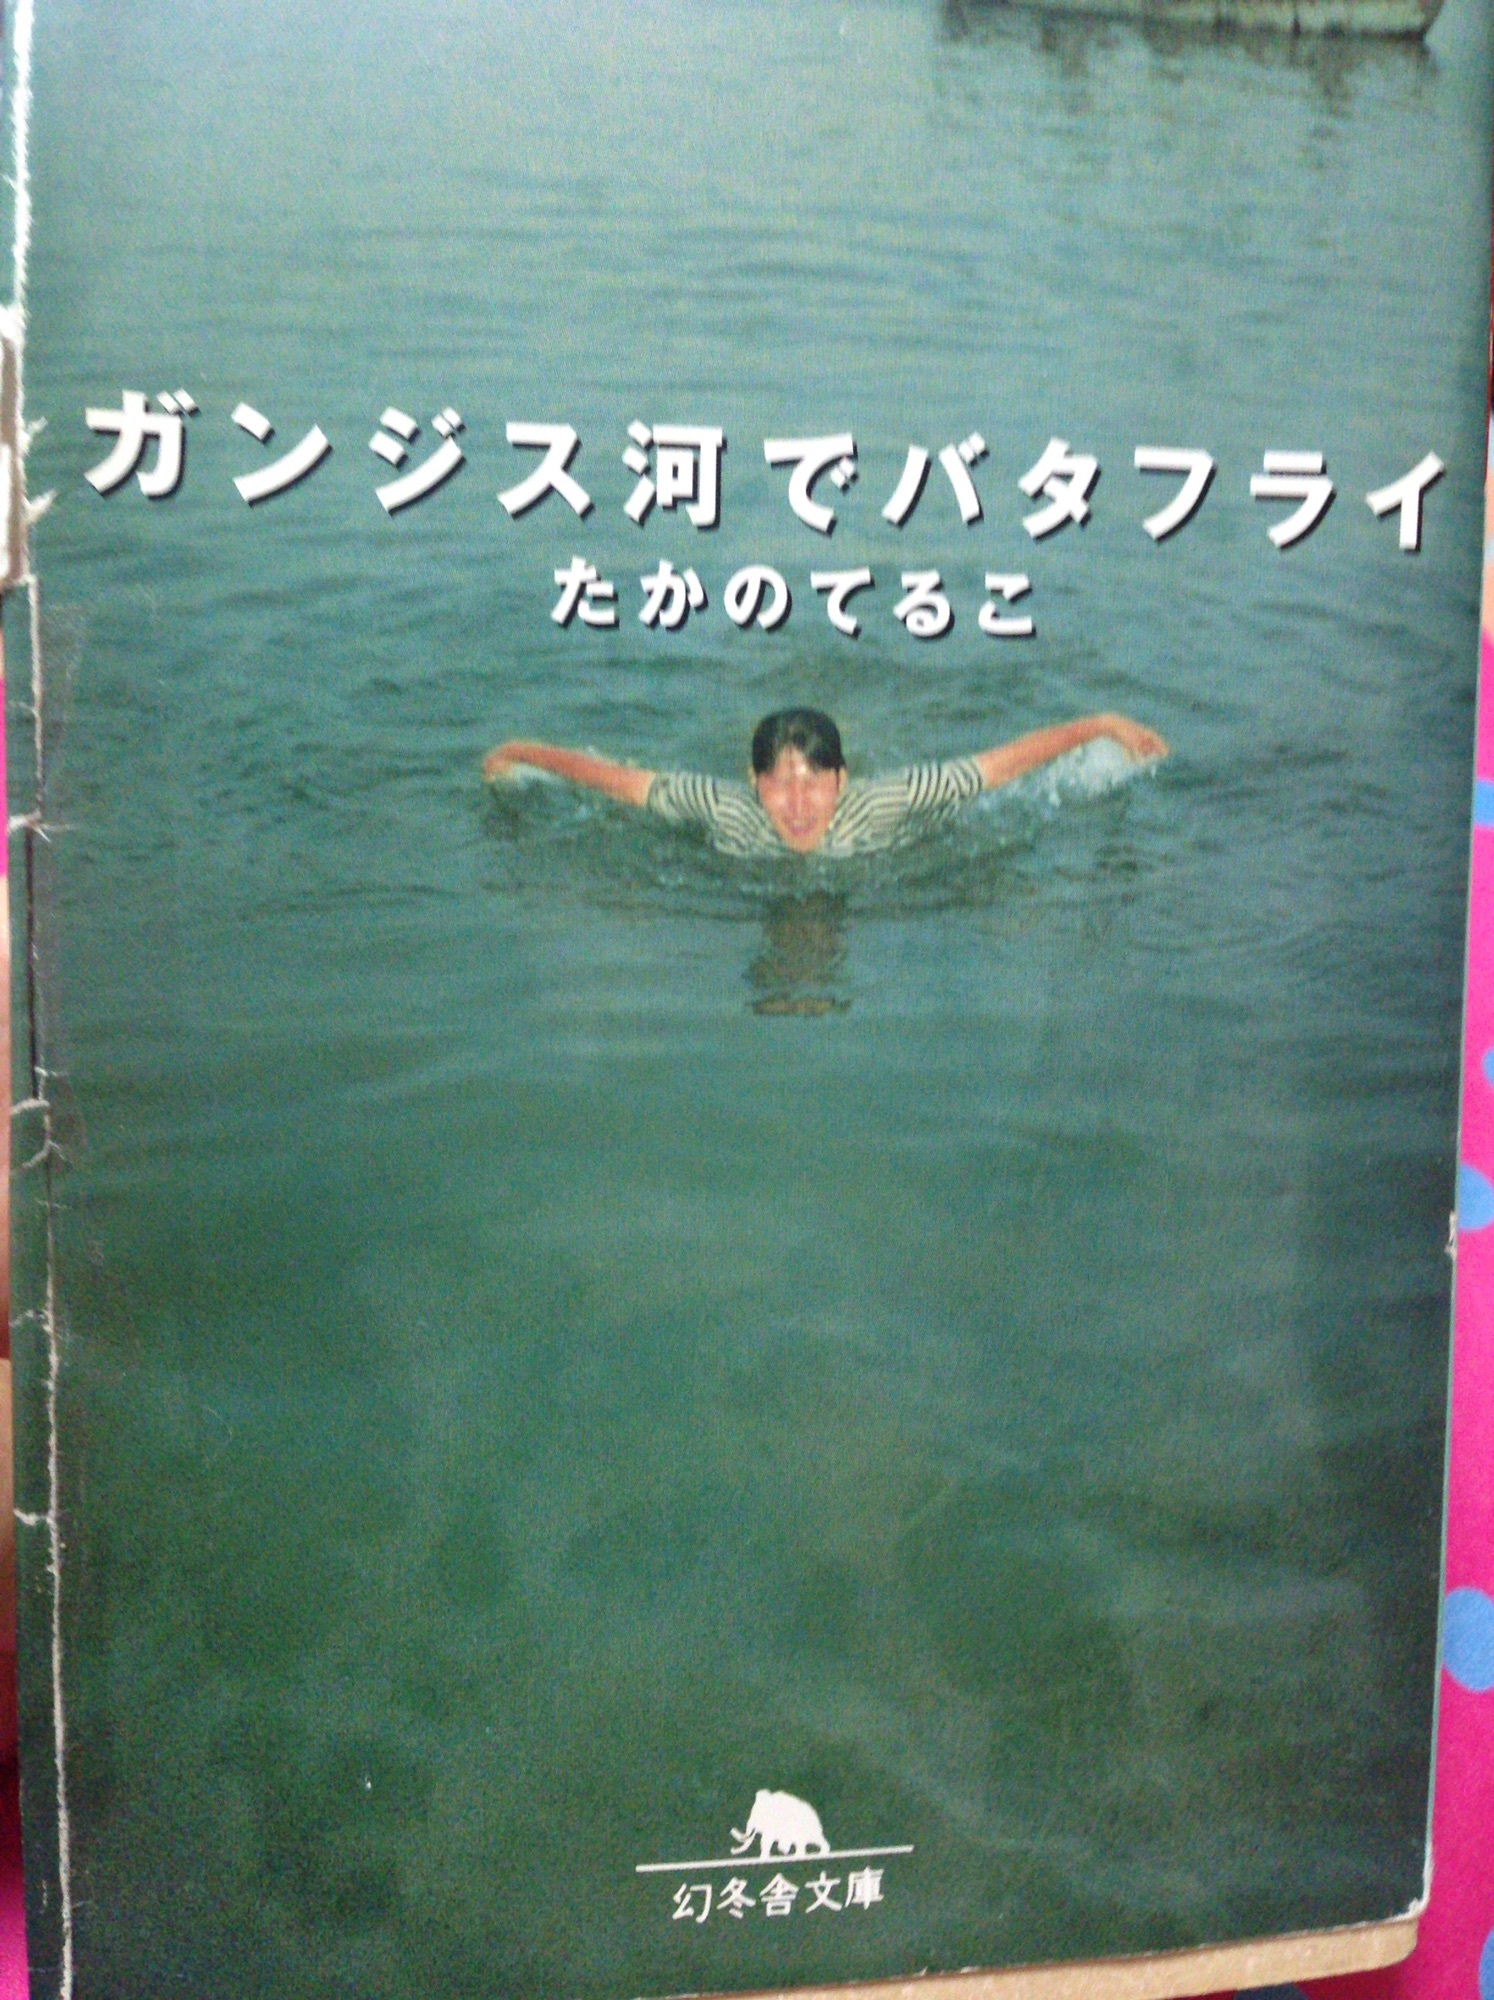 ガンジス河でバタフライ
たかのてるこ
幻冬舎文庫